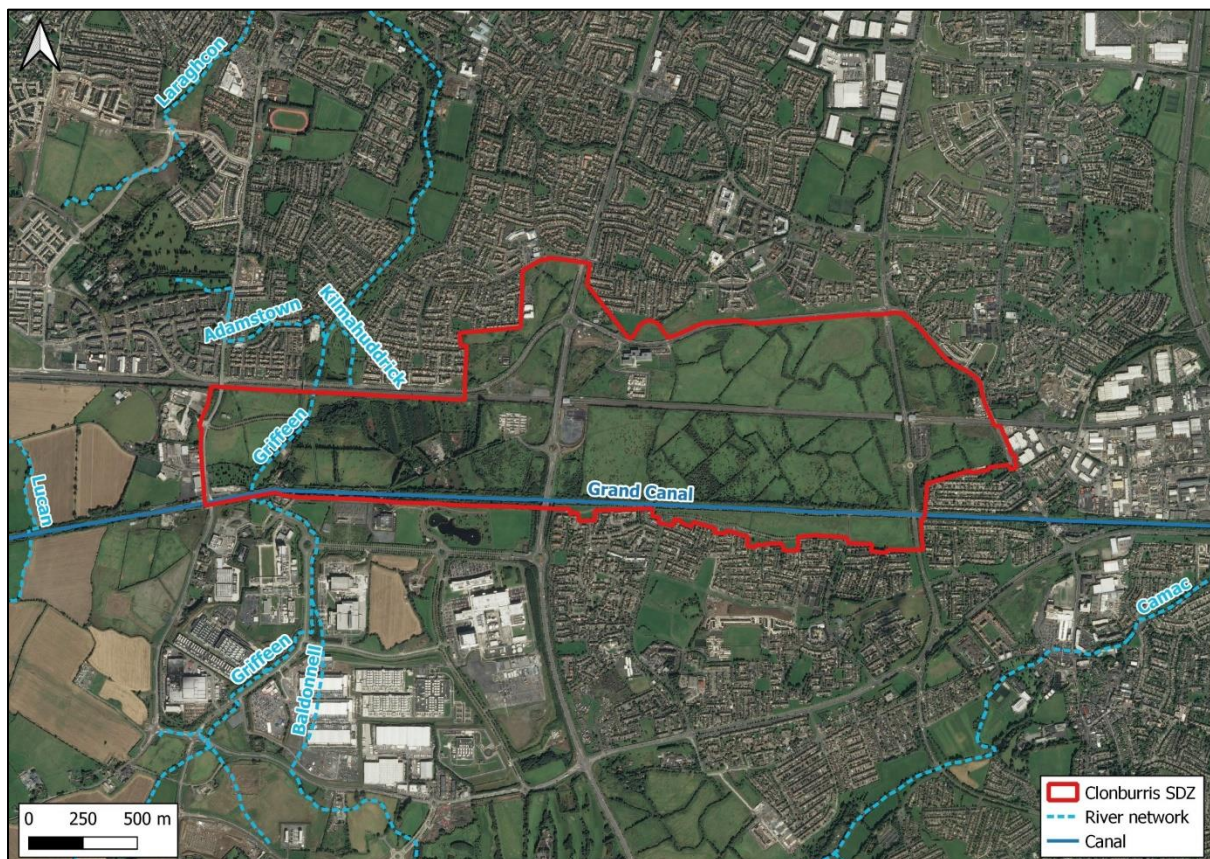 Laraghcon
Kilmahuddrick
Adamstown
Griffeen
Lucan
Grand Canal
Camac
Griffeen
Baldonnell
0 250 500 m
Clonburris SDZ
River network
Canal